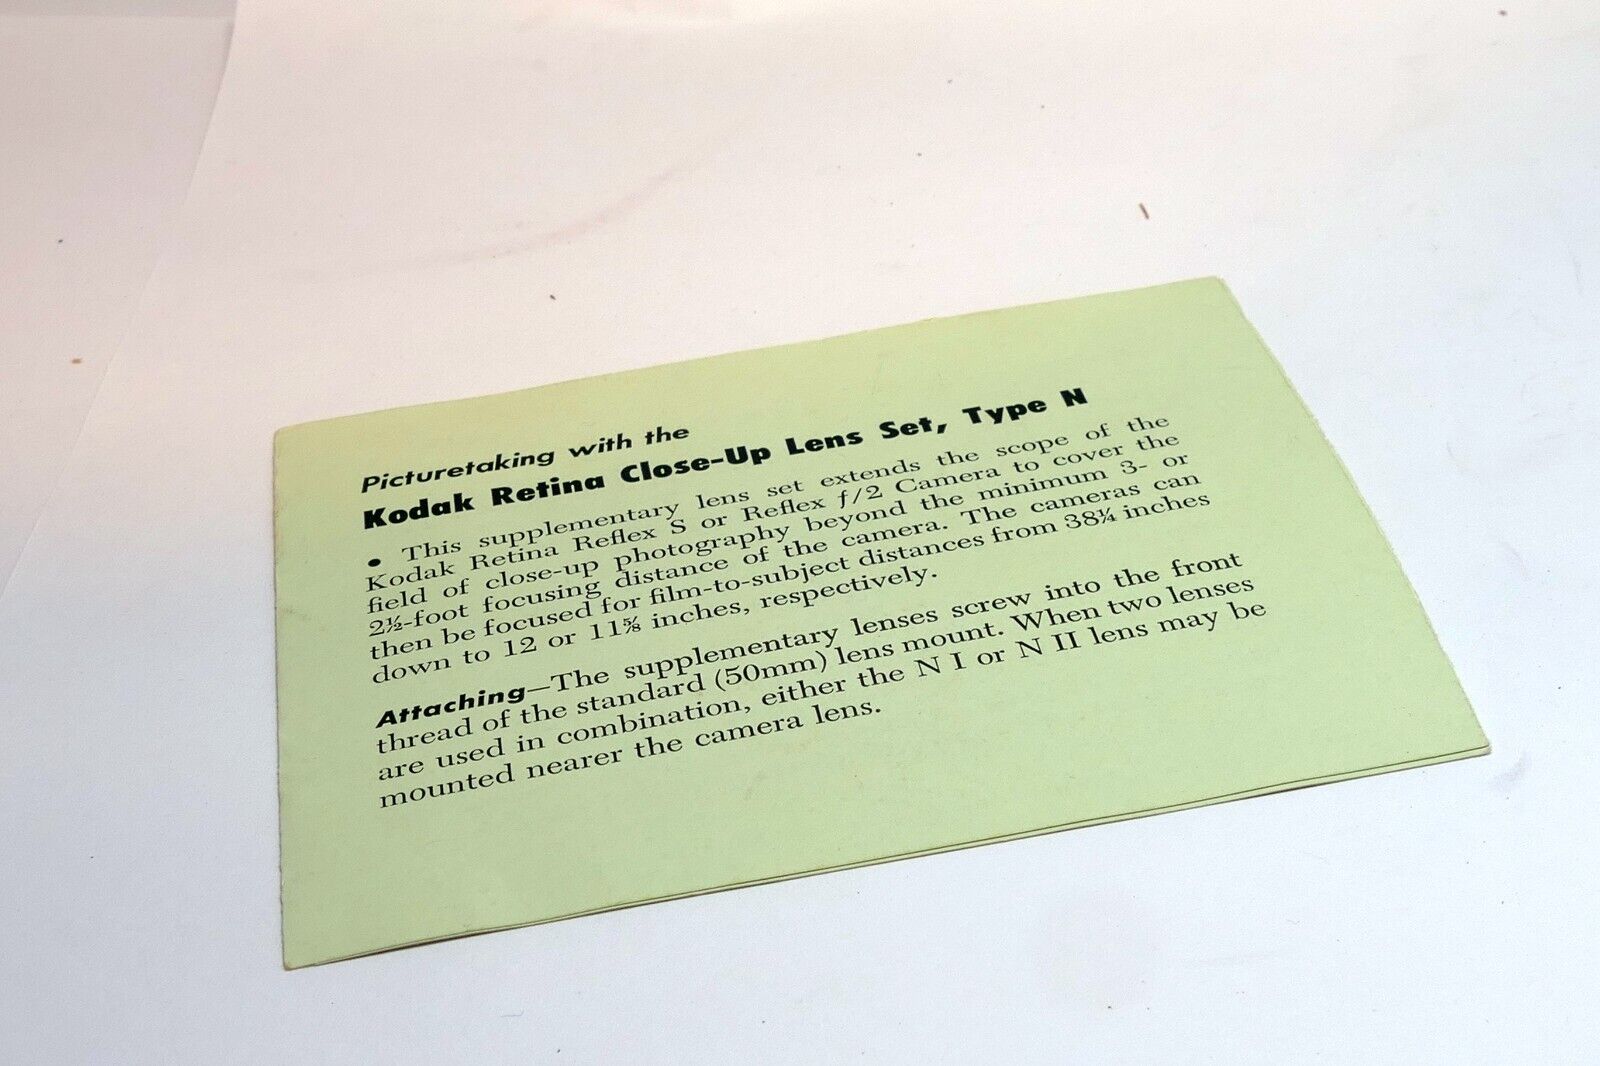 Picturetaking with the
Kodak Retina Close-Up Lens Set, Type N
• This supplementary lens set extends the scope of the
Kodak Retina Reflex S or Reflex f/2 Camera to cover the
field of close-up photography beyond the minimum 3- or
2½-foot focusing distance of the camera. The cameras can
then be focused for film-to-subject distances from 38¼ inches
down to 12 or 11⅝ inches, respectively.
Attaching—The supplementary lenses screw into the front
thread of the standard (50mm) lens mount. When two lenses
are used in combination, either the N I or N II lens may be
mounted nearer the camera lens.